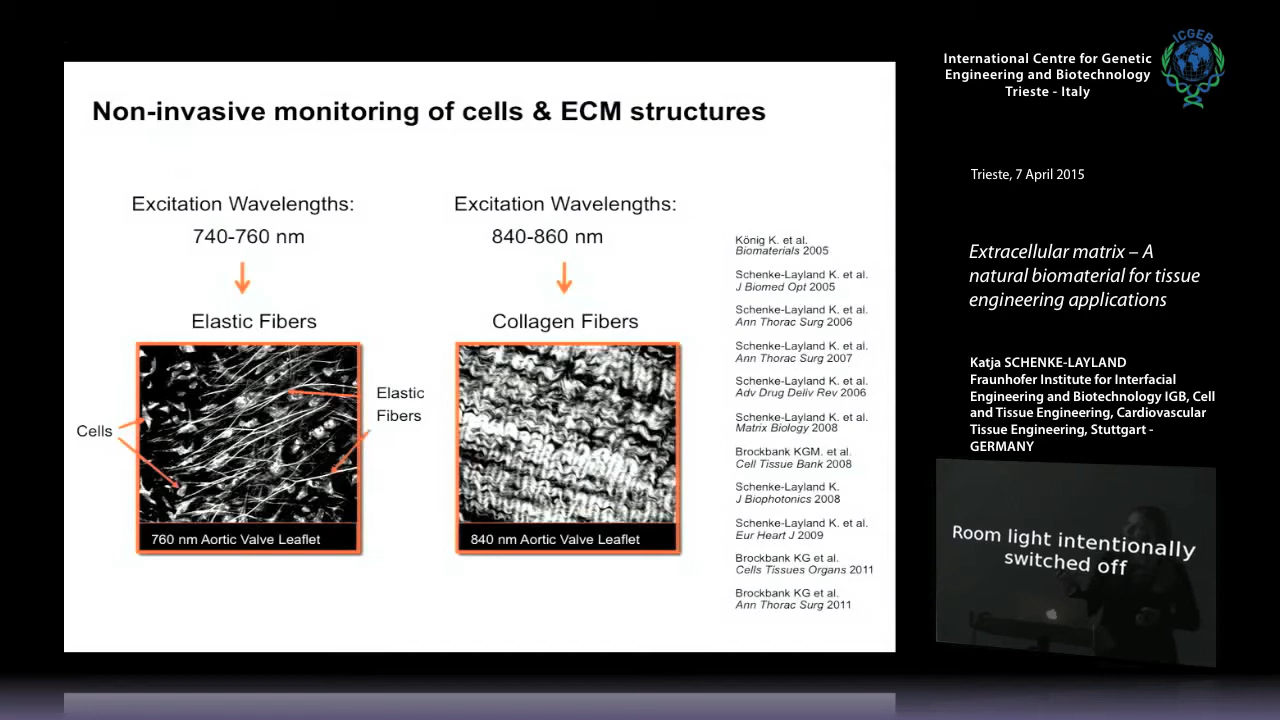 Non-invasive monitoring of cells & ECM structures
Excitation Wavelengths:
740-760 nm
Elastic Fibers
Cells
Elastic
Fibers
760 nm Aortic Valve Leaflet
Excitation Wavelengths:
840-860 nm
Collagen Fibers
840 nm Aortic Valve Leaflet
König K. et al.
Biomaterials 2005
Schenke-Layland K. et al.
J Biomed Opt 2005
Schenke-Layland K. et al.
Ann Thorac Surg 2006
Schenke-Layland K. et al.
Ann Thorac Surg 2007
Schenke-Layland K. et al.
Adv Drug Deliv Rev 2006
Schenke-Layland K. et al.
Matrix Biology 2008
Brockbank KGM. et al.
Cell Tissue Bank 2008
Schenke-Layland K.
J Biophotonics 2008
Schenke-Layland K. et al.
Eur Heart J 2009
Brockbank KG et al.
Cells Tissues Organs 2011
Brockbank KG et al.
Ann Thorac Surg 2011
International Centre for Genetic
Engineering and Biotechnology
Trieste - Italy
ICGEB
Trieste, 7 April 2015
Extracellular matrix – A
natural biomaterial for tissue
engineering applications
Katja SCHENKE-LAYLAND
Fraunhofer Institute for Interfacial
Engineering and Biotechnology IGB, Cell
and Tissue Engineering, Cardiovascular
Tissue Engineering, Stuttgart -
GERMANY
Room light intentionally
switched off